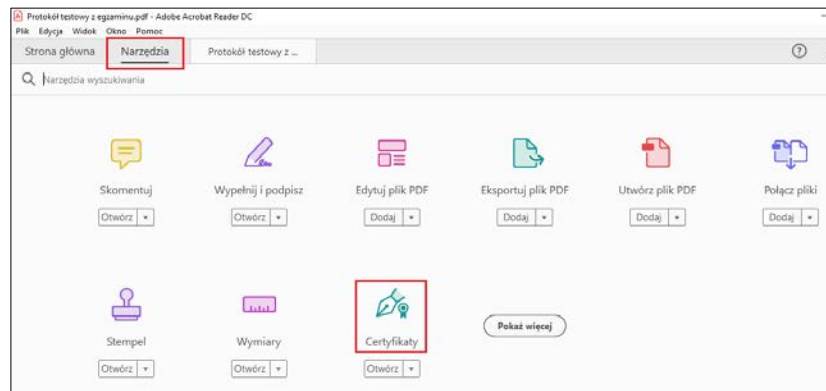 Protokół testowy z egzaminu.pdf - Adobe Acrobat Reader DC
Plik Edycja Widok Okno Pomoc
Strona główna Narzędzia Protokół testowy z ...
Narzędzia wyszukiwania
Skomentuj Wypełnij i podpisz Edytuj plik PDF Eksportuj plik PDF Utwórz plik PDF Połącz pliki
Otwórz Otwórz Dodaj Dodaj Dodaj Dodaj
Stempel Wymiary Certyfikaty Pokaż więcej
Otwórz Otwórz Otwórz